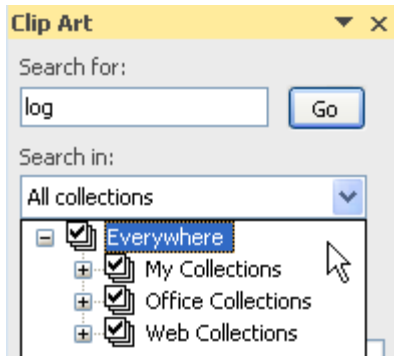 Clip Art
Search for:
log
Go
Search in:
All collections
Everywhere
My Collections
Office Collections
Web Collections